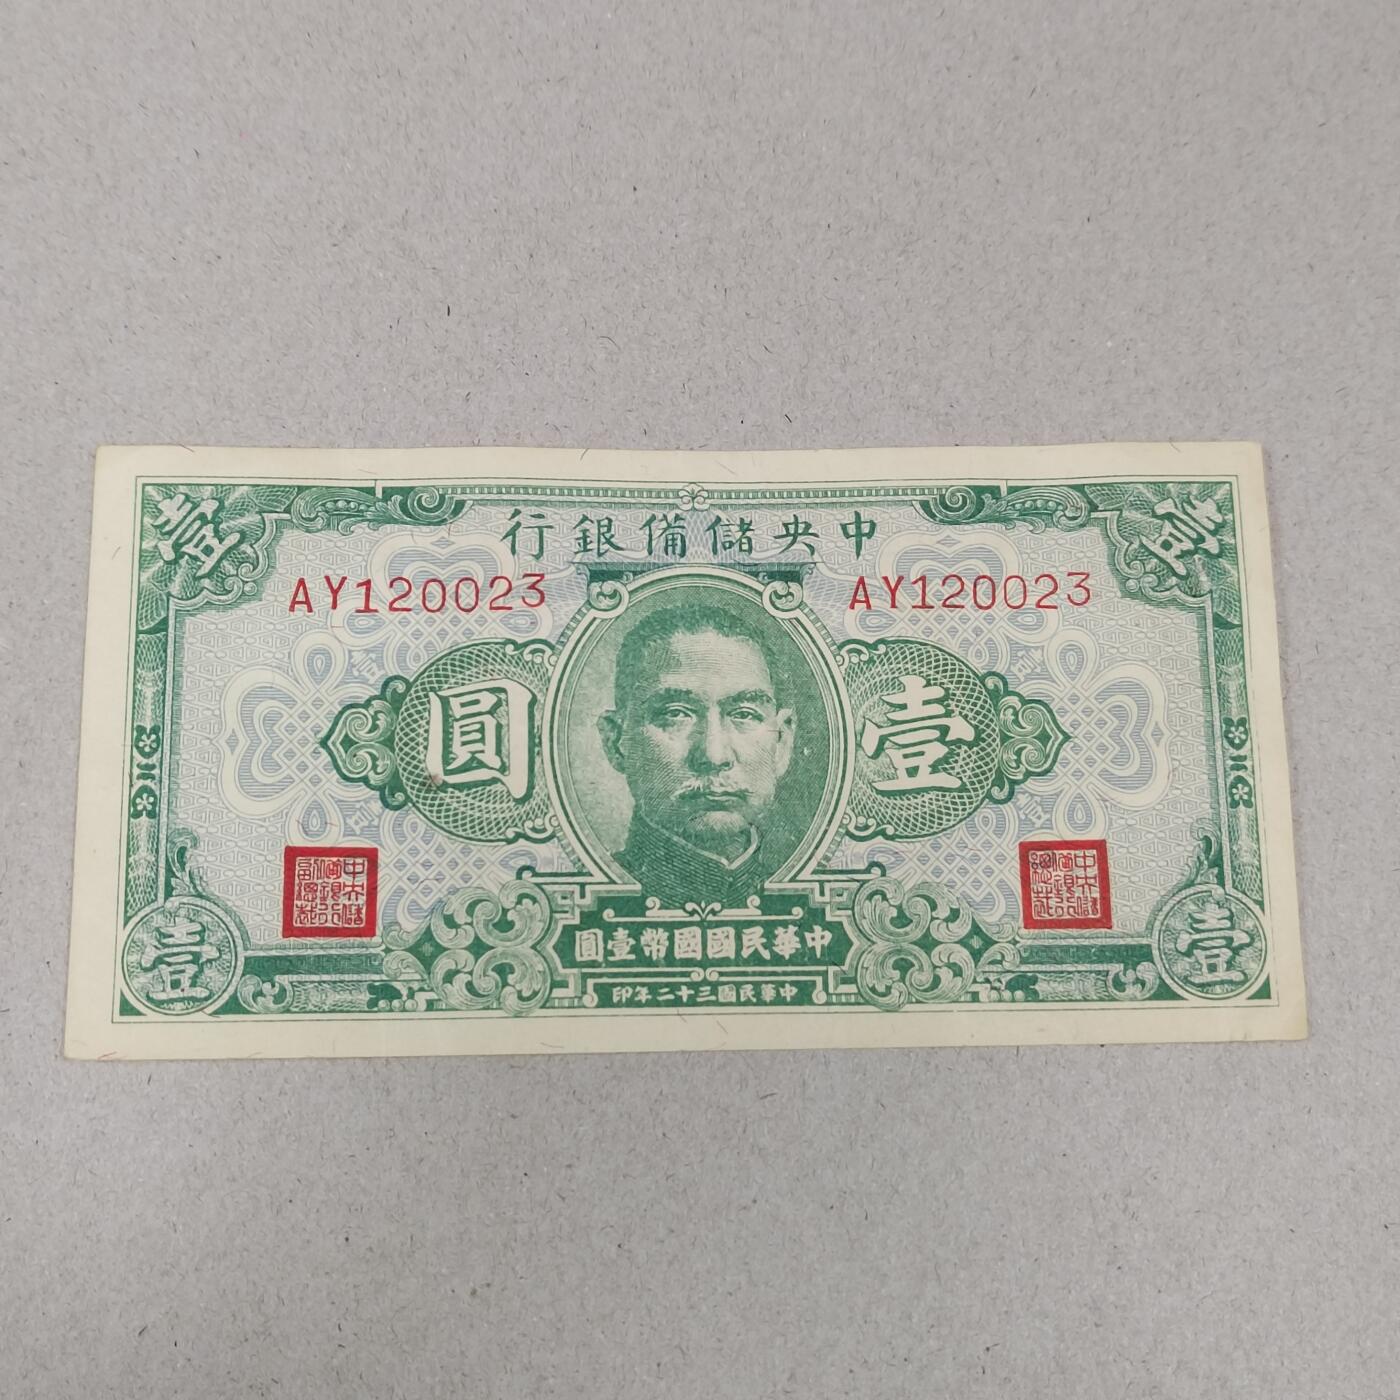 壹
壹
中央儲備銀行
AY120023
AY120023
壹圓
中華民國國幣壹圓
中華民國三十二年印
壹
壹